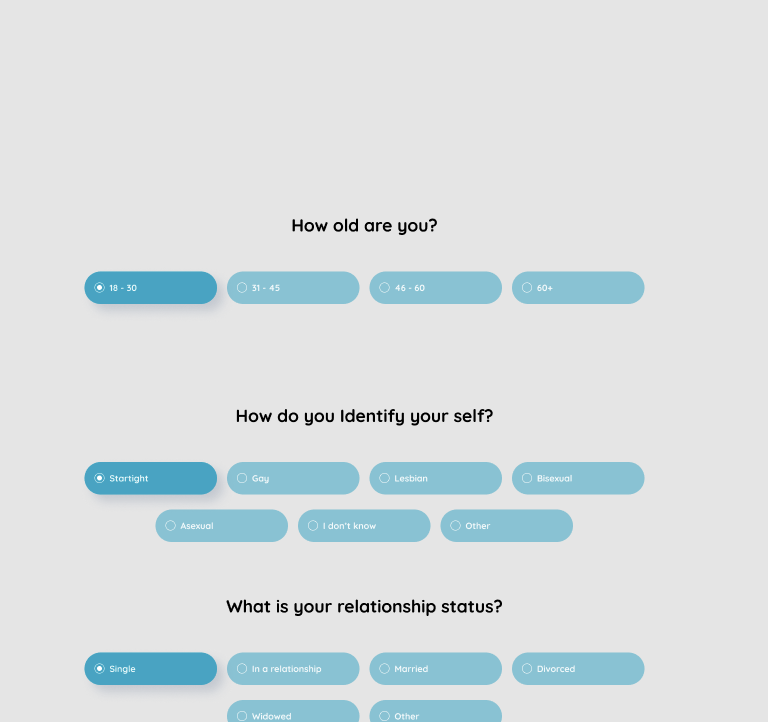 How old are you?
18 - 30 31 - 45 46 - 60 60+
How do you Identify your self?
Startight Gay Lesbian Bisexual
Asexual I don't know Other
What is your relationship status?
Single In a relationship Married Divorced
Widowed Other